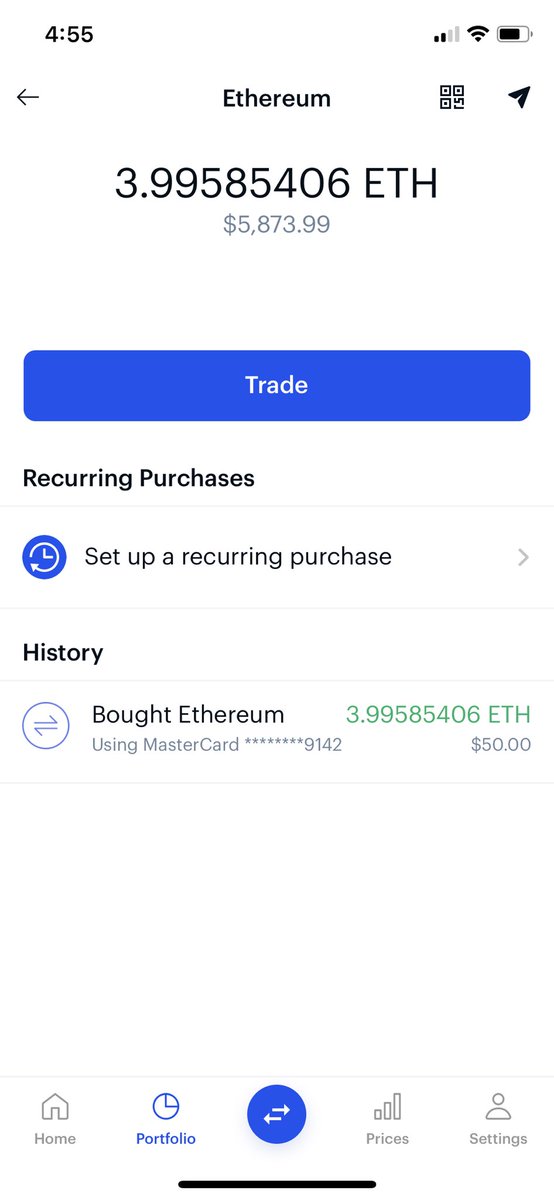 4:55
Ethereum
3.99585406 ETH
$5,873.99
Trade
Recurring Purchases
Set up a recurring purchase
History
Bought Ethereum 3.99585406 ETH
Using MasterCard ********9142 $50.00
Home Portfolio Prices Settings